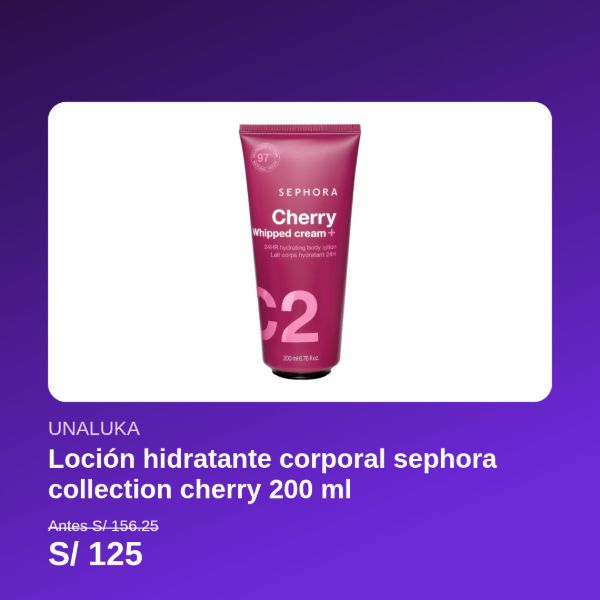 97
SEPHORA
Cherry
Whipped cream +
24HR hydrating body lotion
Lait corps hydratant 24H
C2
200 ml 6.76 fl.oz.
UNALUKA
Loción hidratante corporal sephora
collection cherry 200 ml
Antes S/ 156.25
S/ 125